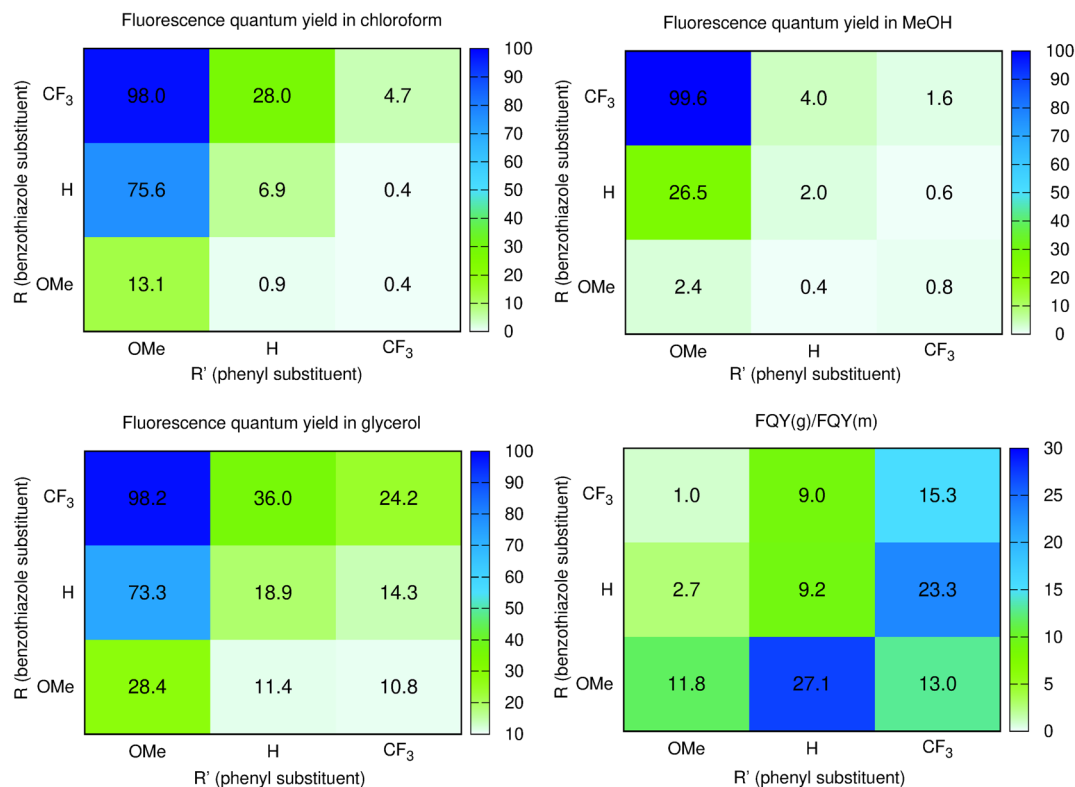 Fluorescence quantum yield in chloroform
R (benzothiazole substituent)
CF3 98.0 28.0 4.7
H 75.6 6.9 0.4
OMe 13.1 0.9 0.4
OMe H CF3
R' (phenyl substituent)
100
90
80
70
60
50
40
30
20
10
0
Fluorescence quantum yield in MeOH
R (benzothiazole substituent)
CF3 99.6 4.0 1.6
H 26.5 2.0 0.6
OMe 2.4 0.4 0.8
OMe H CF3
R' (phenyl substituent)
100
90
80
70
60
50
40
30
20
10
0
Fluorescence quantum yield in glycerol
R (benzothiazole substituent)
CF3 98.2 36.0 24.2
H 73.3 18.9 14.3
OMe 28.4 11.4 10.8
OMe H CF3
R' (phenyl substituent)
100
90
80
70
60
50
40
30
20
10
FQY(g)/FQY(m)
R (benzothiazole substituent)
CF3 1.0 9.0 15.3
H 2.7 9.2 23.3
OMe 11.8 27.1 13.0
OMe H CF3
R' (phenyl substituent)
30
25
20
15
10
5
0